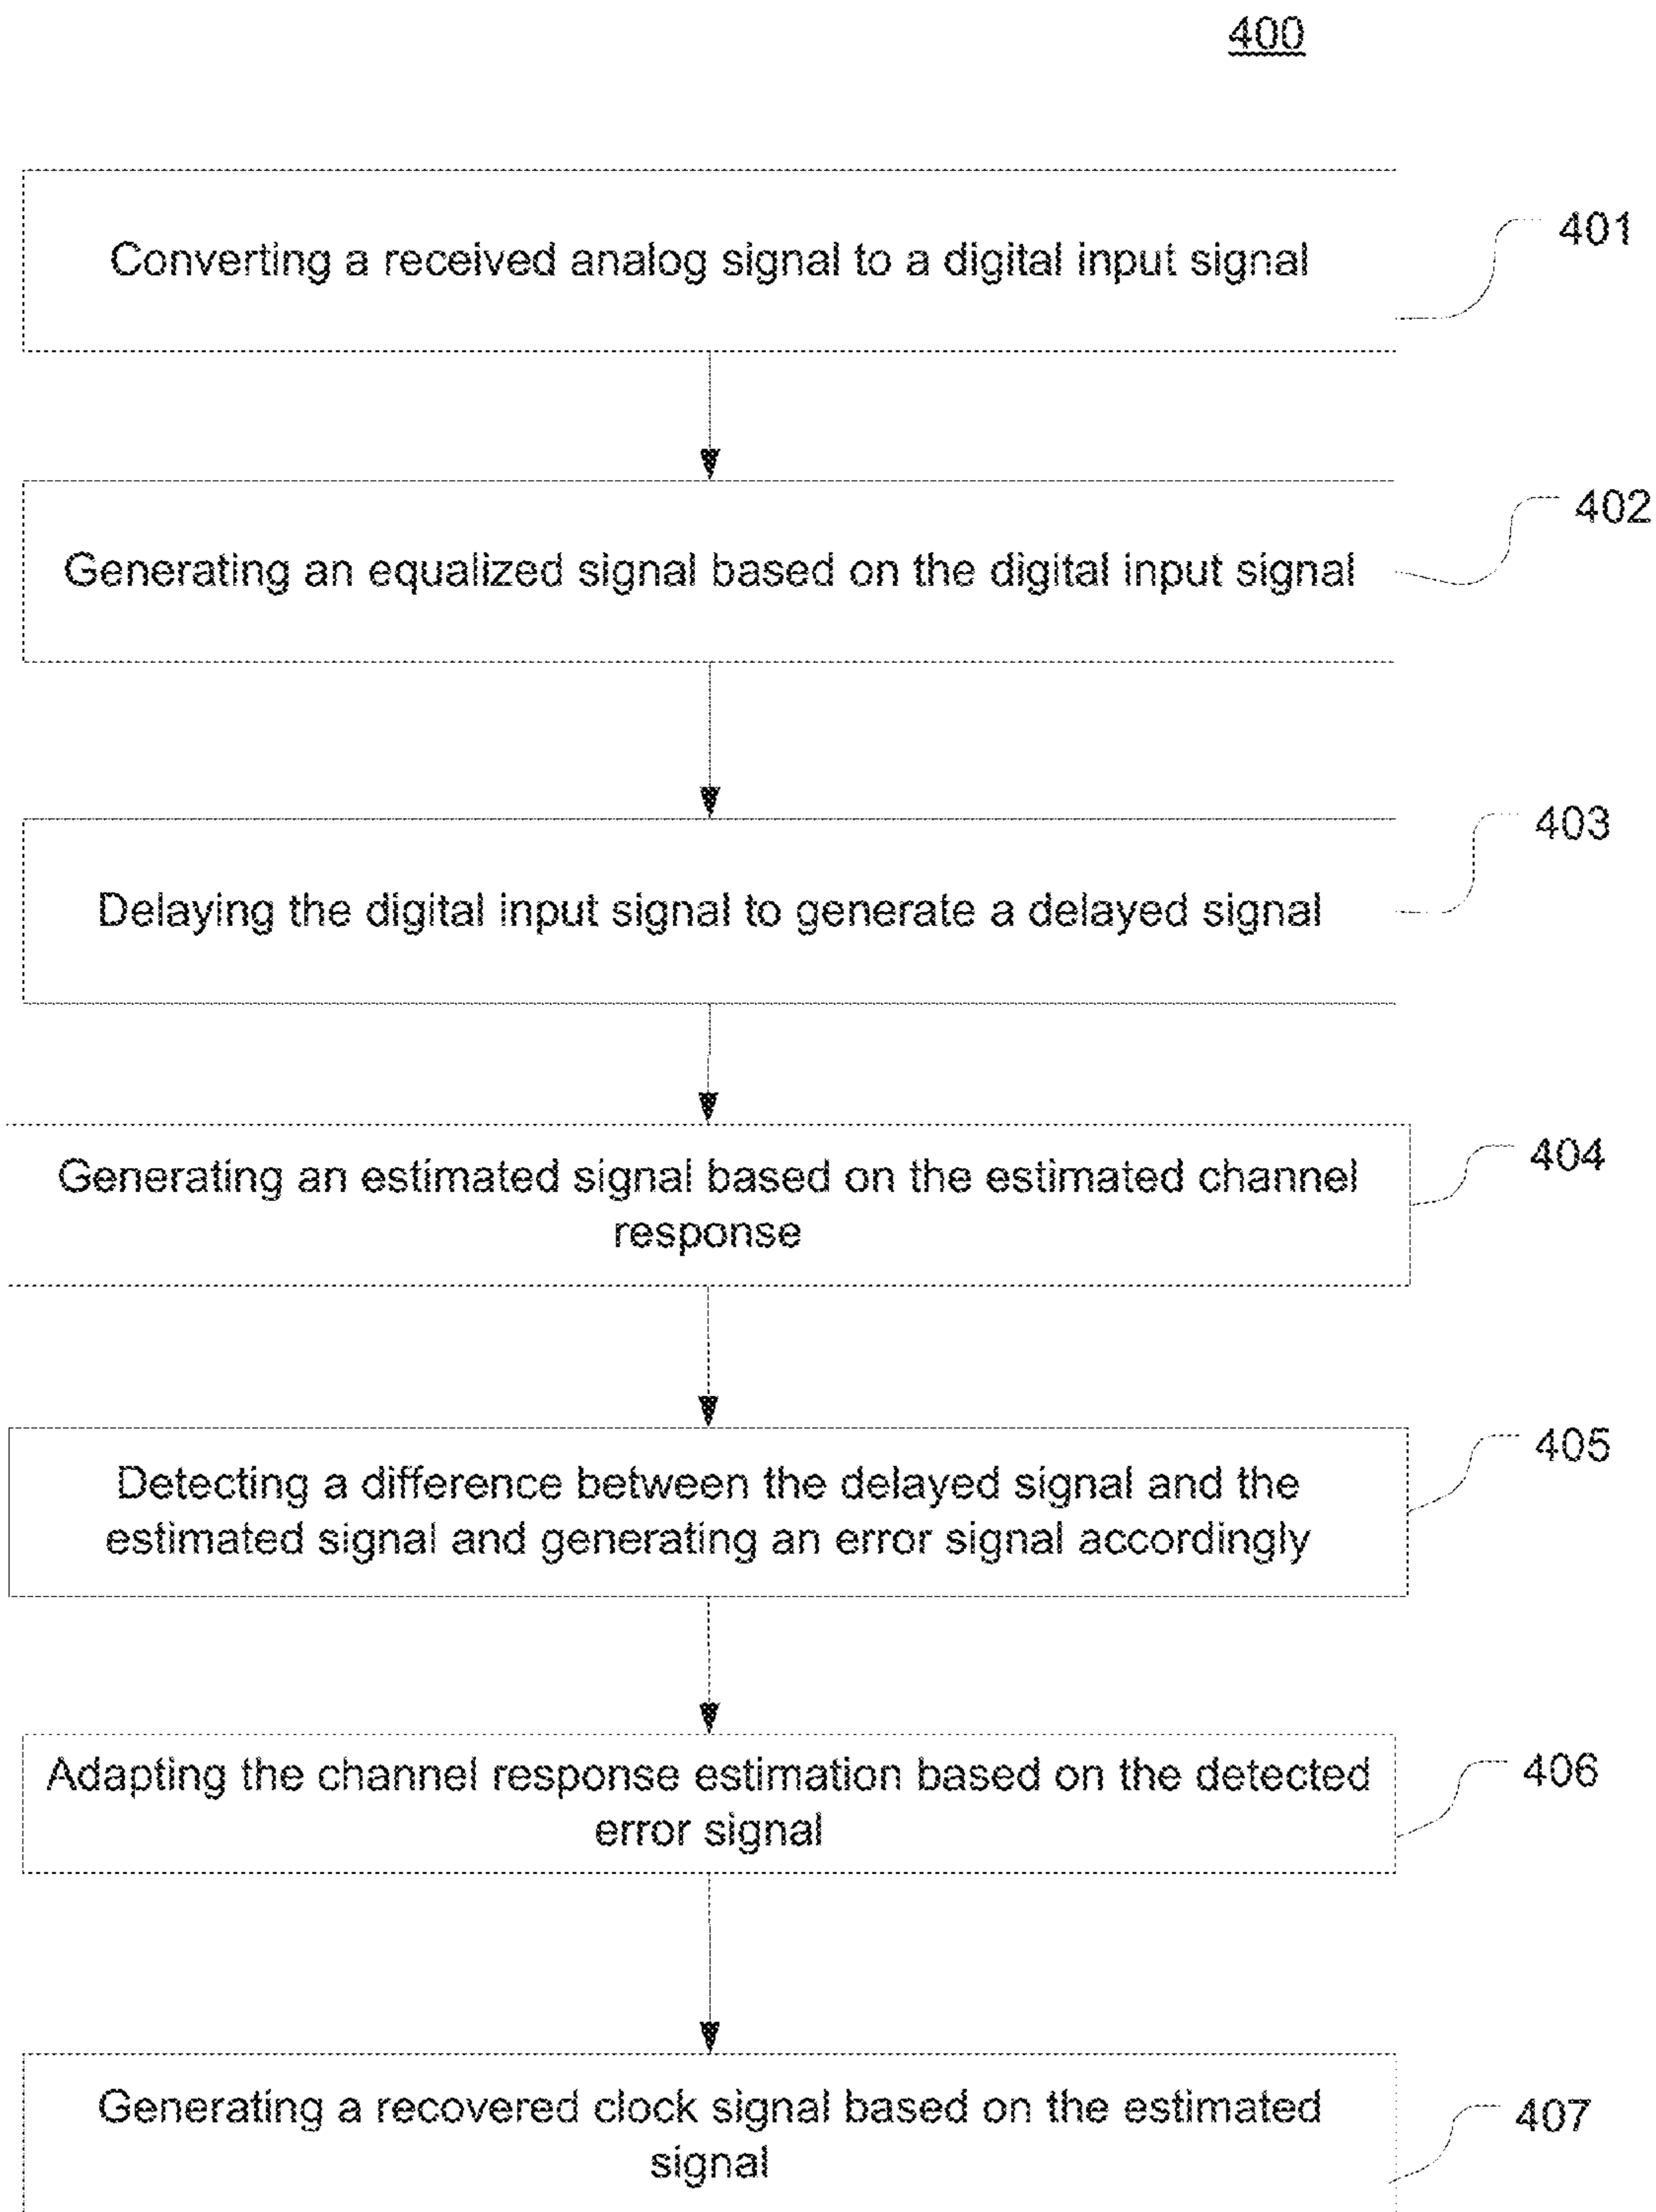 400
Converting a received analog signal to a digital input signal
401
Generating an equalized signal based on the digital input signal
402
Delaying the digital input signal to generate a delayed signal
403
Generating an estimated signal based on the estimated channel
response
404
Detecting a difference between the delayed signal and the
estimated signal and generating an error signal accordingly
405
Adapting the channel response estimation based on the detected
error signal
406
Generating a recovered clock signal based on the estimated
signal
407